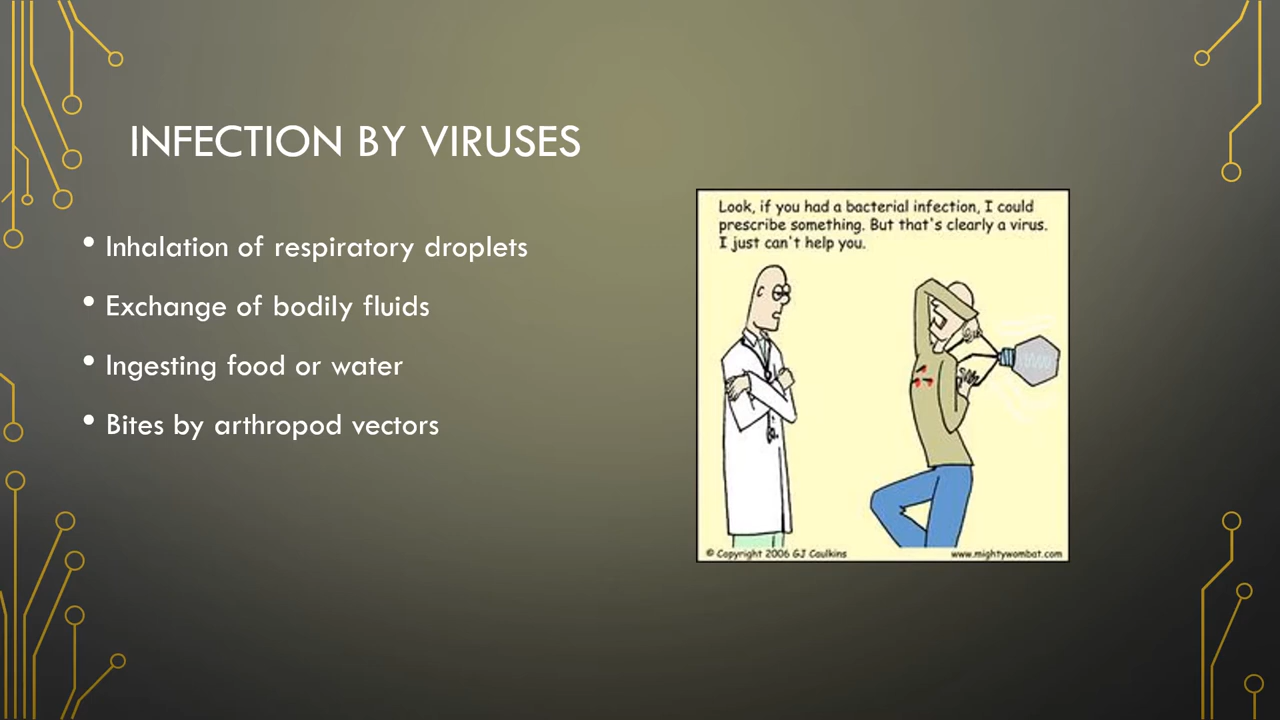 INFECTION BY VIRUSES
• Inhalation of respiratory droplets
• Exchange of bodily fluids
• Ingesting food or water
• Bites by arthropod vectors
Look, if you had a bacterial infection, I could
prescribe something. But that's clearly a virus.
I just can't help you.
© Copyright 2006 GJ Caulkins
www.mightywombat.com